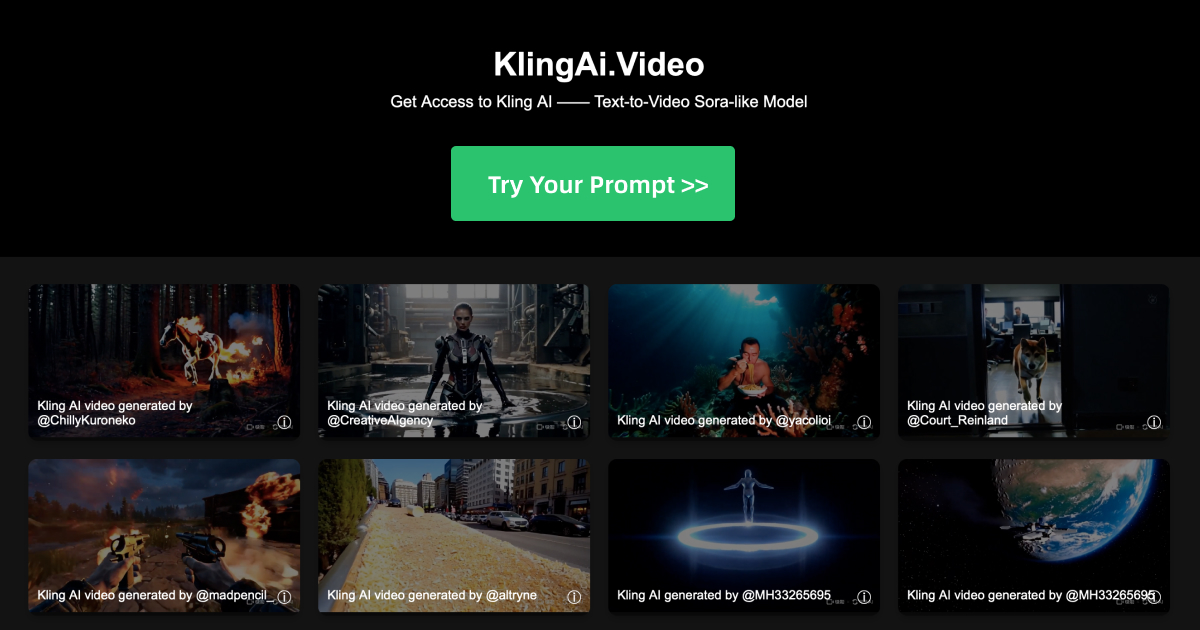 KlingAi.Video
Get Access to Kling AI —— Text-to-Video Sora-like Model
Try Your Prompt >>
Kling AI video generated by
@ChillyKuroneko
Kling AI video generated by
@CreativeAIgency
Kling AI video generated by @yacolioi
Kling AI video generated by
@Court_Reinland
Kling AI video generated by @madpencil_
Kling AI video generated by @altryne
Kling AI generated by @MH33265695
Kling AI video generated by @MH33265695